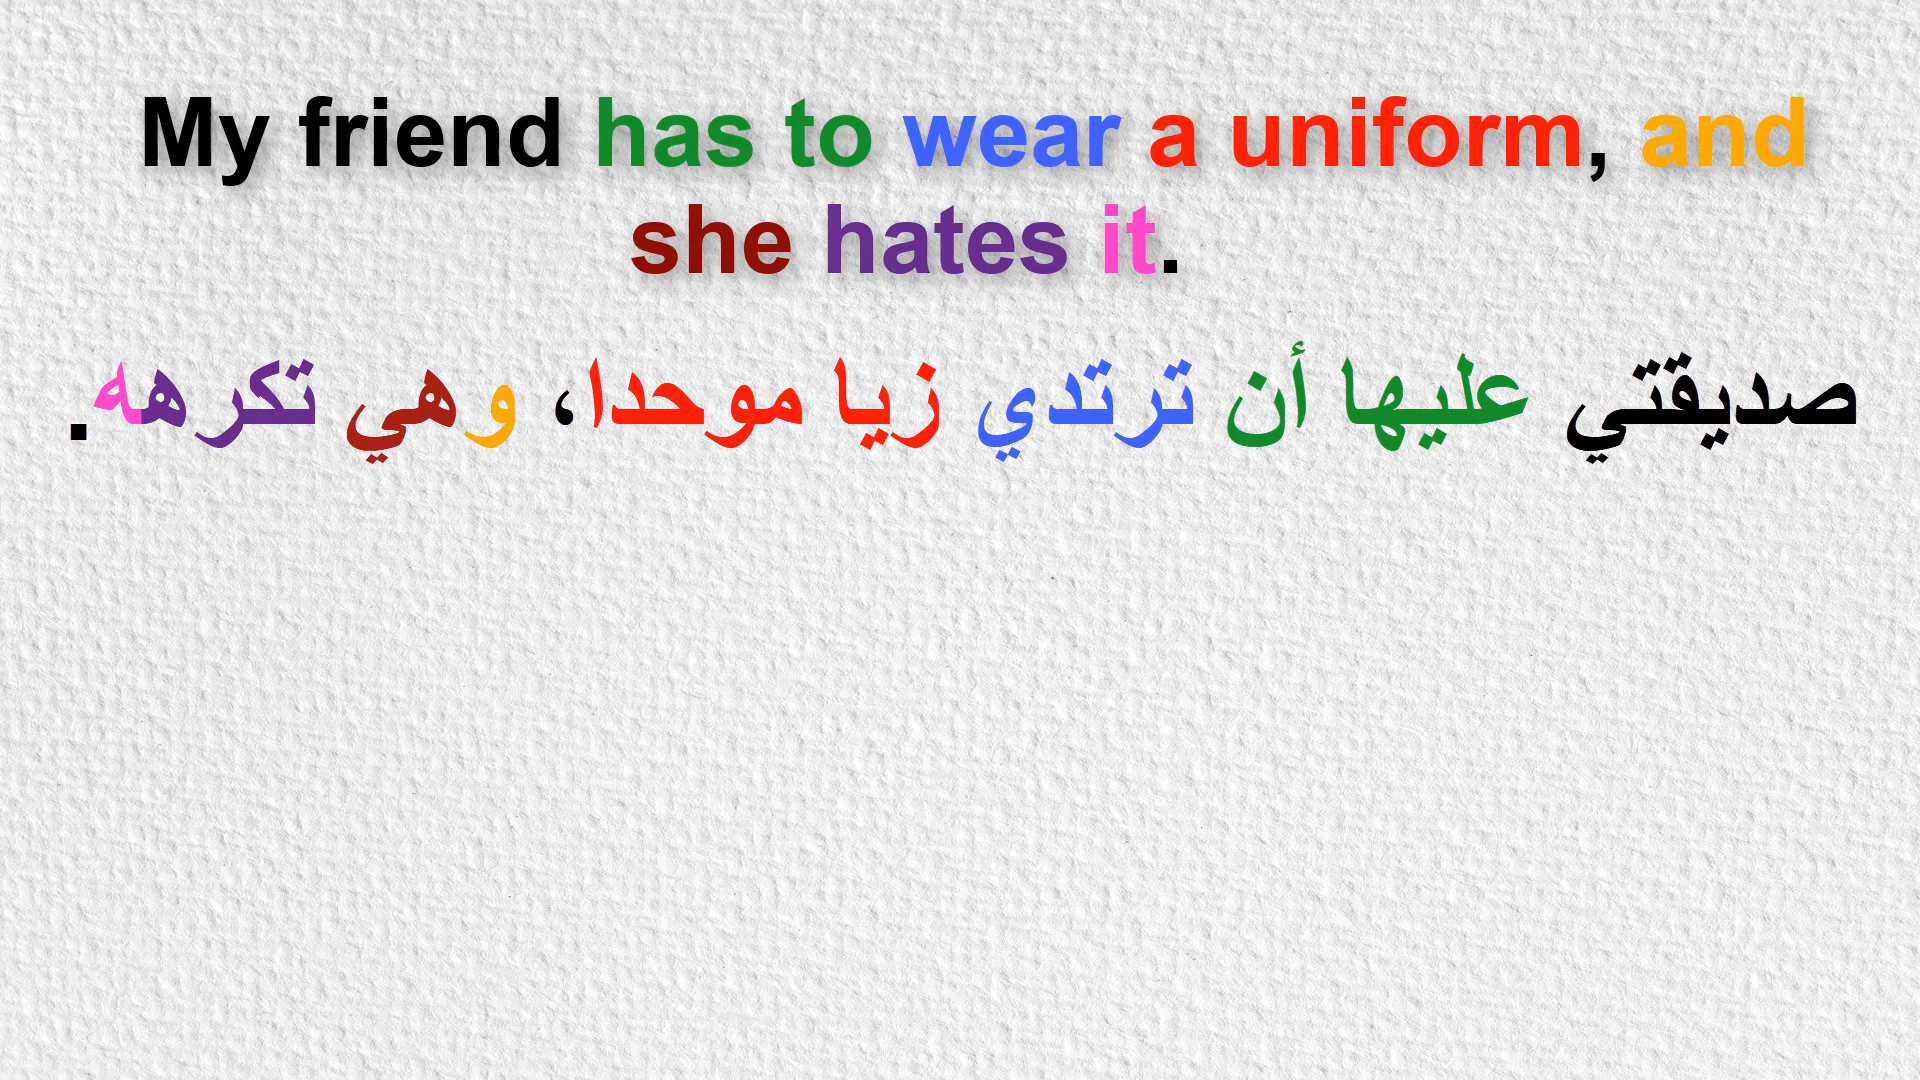 My friend has to wear a uniform, and
she hates it.
صديقتي عليها أن ترتدي زيا موحدا، وهي تكرهه.